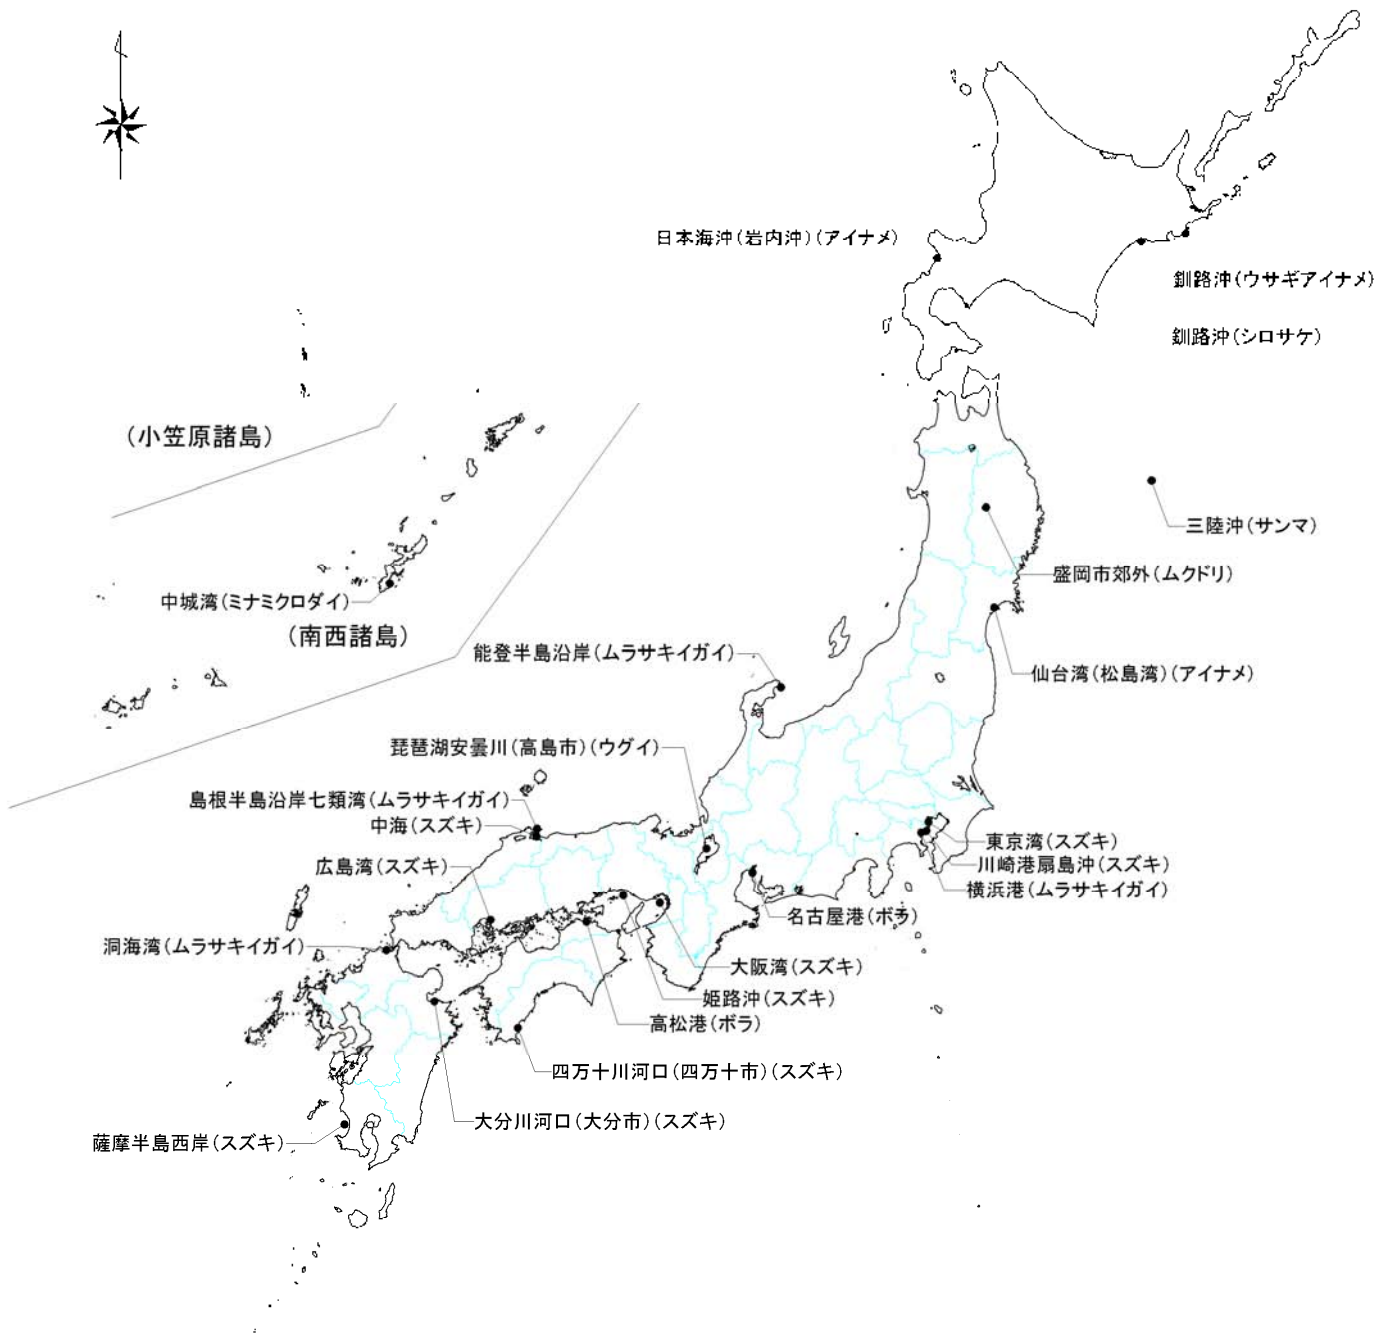 日本海沖(岩内沖)(アイナメ)
釧路沖(ウサギアイナメ)
釧路沖(シロサケ)
(小笠原諸島)
三陸沖(サンマ)
盛岡市郊外(ムクドリ)
中城湾(ミナミクロダイ)
(南西諸島)
能登半島沿岸(ムラサキイガイ)
仙台湾(松島湾)(アイナメ)
琵琶湖安曇川(高島市)(ウグイ)
島根半島沿岸七類湾(ムラサキイガイ)
中海(スズキ)
東京湾(スズキ)
広島湾(スズキ)
川崎港扇島沖(スズキ)
横浜港(ムラサキイガイ)
名古屋港(ボラ)
洞海湾(ムラサキイガイ)
大阪湾(スズキ)
姫路沖(スズキ)
高松港(ボラ)
四万十川河口(四万十市)(スズキ)
大分川河口(大分市)(スズキ)
薩摩半島西岸(スズキ)